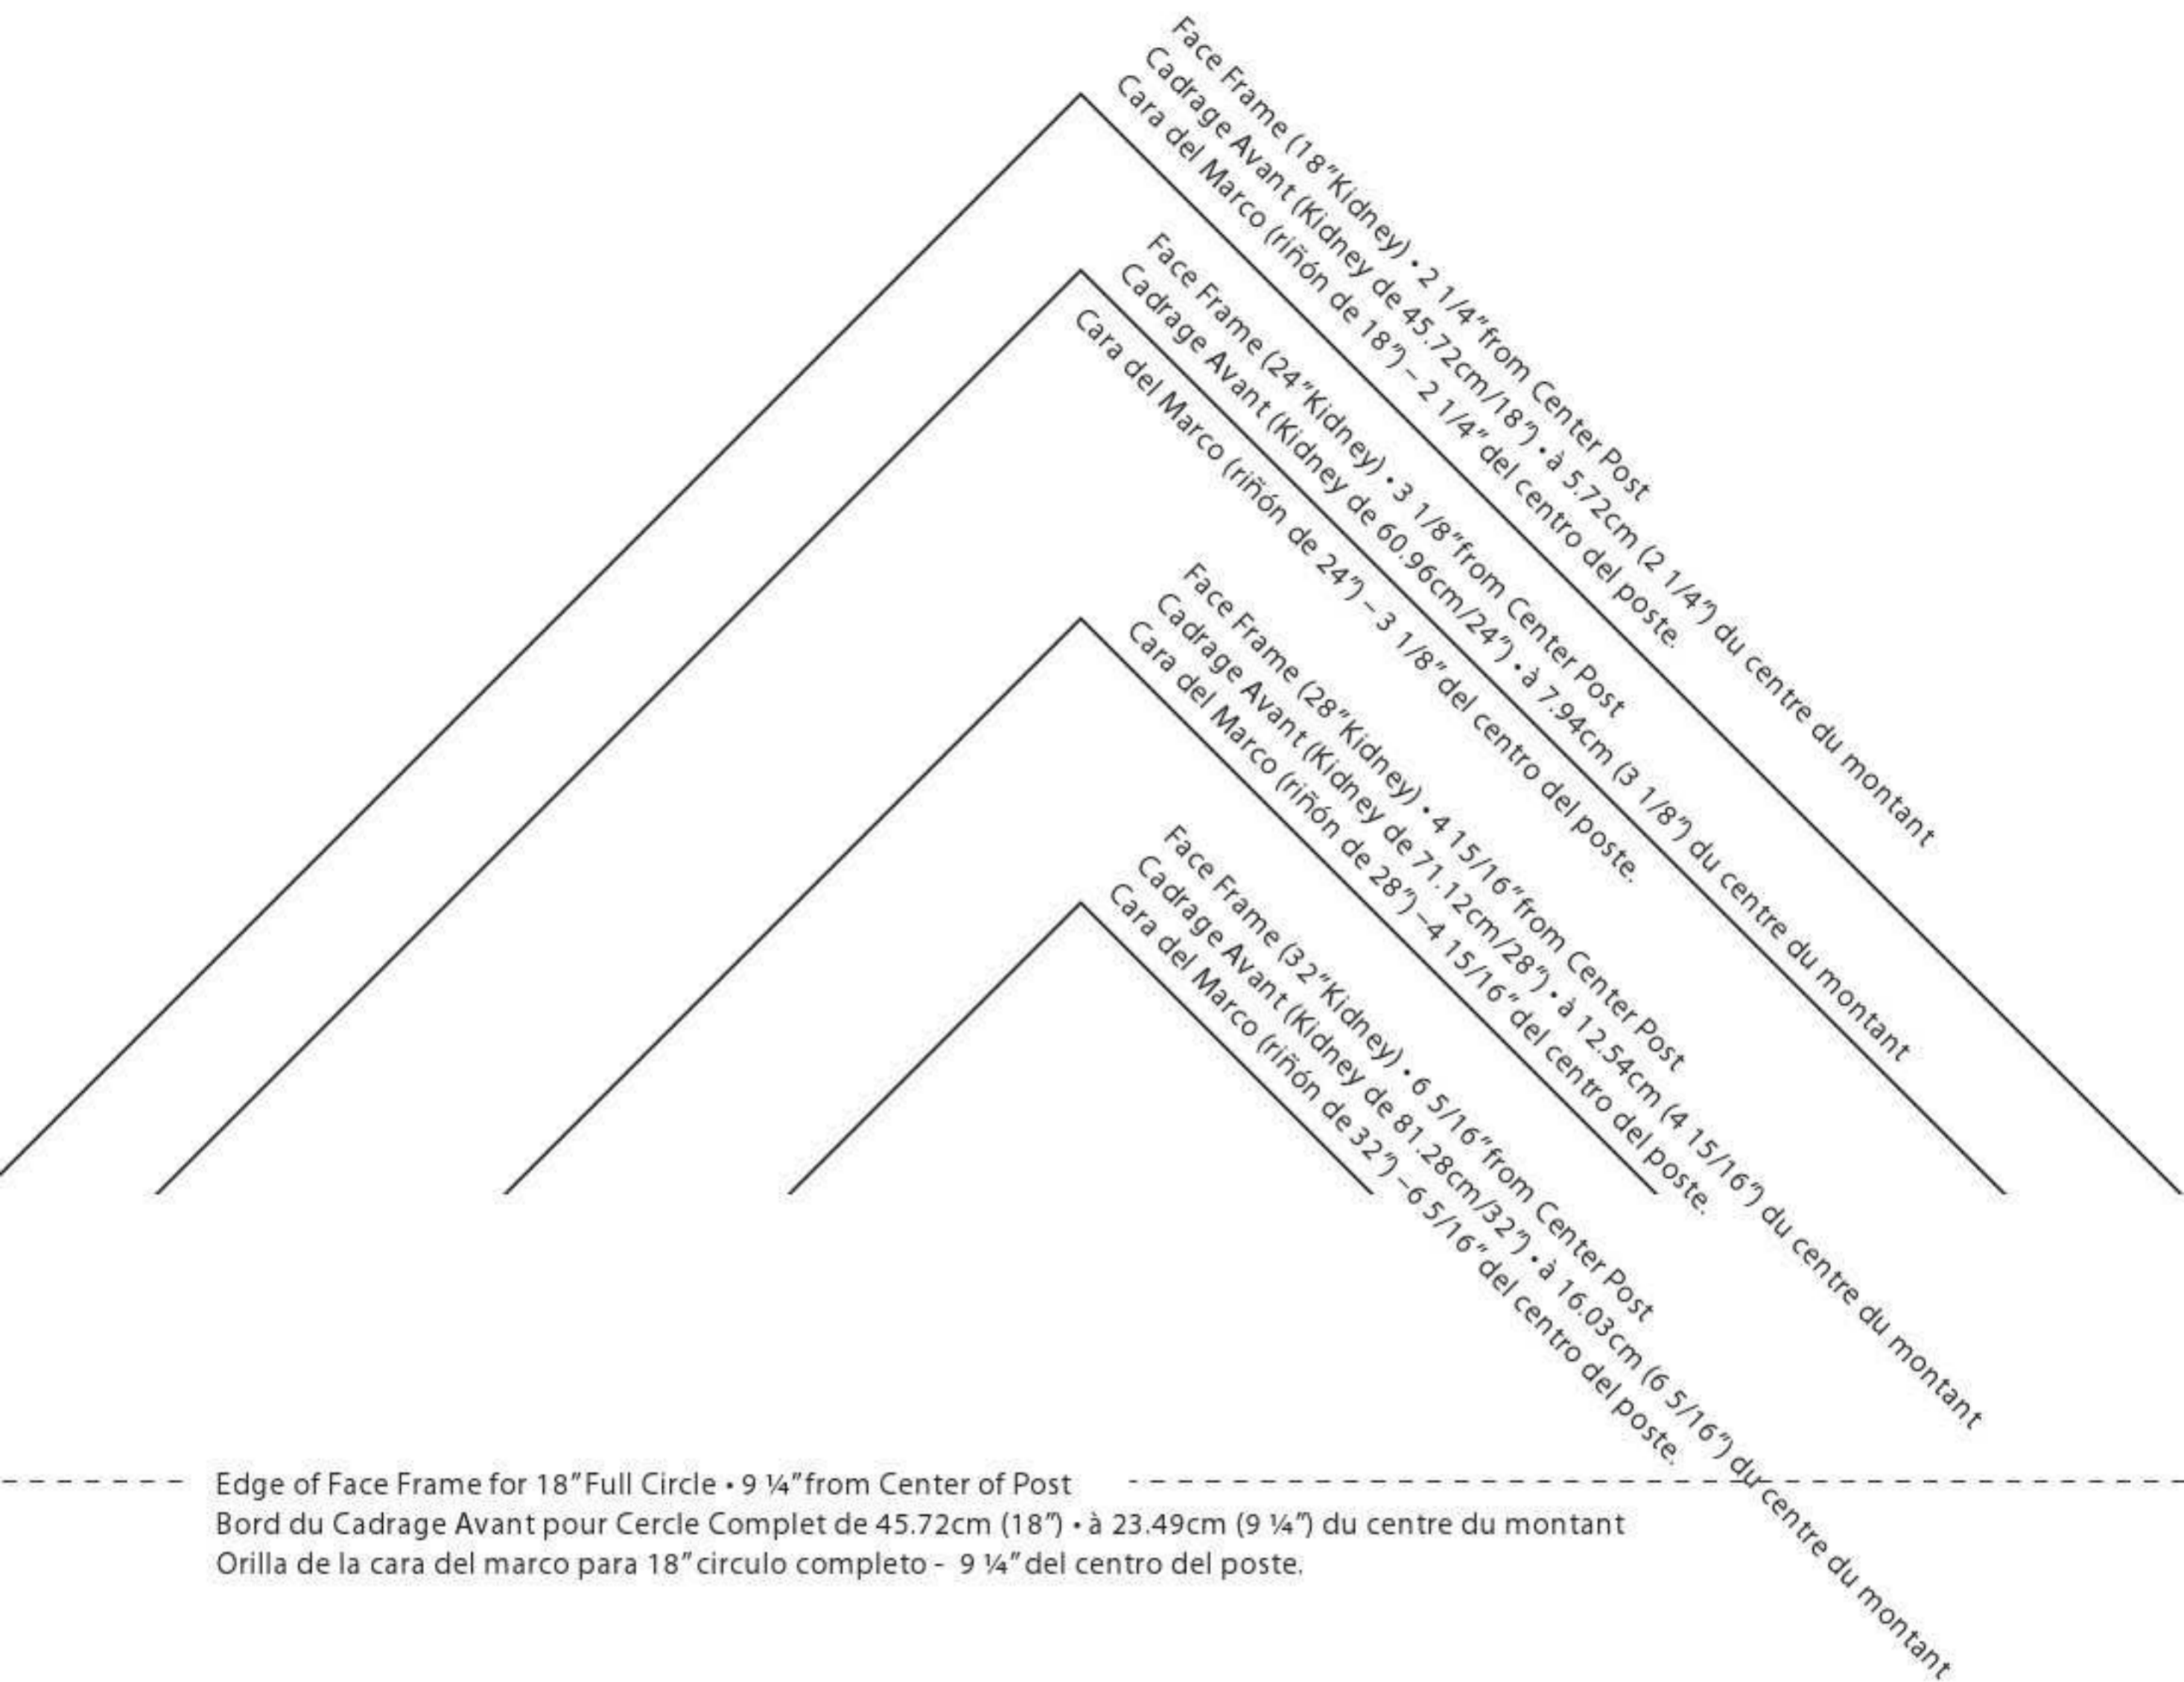 Face Frame (18" Kidney) • 2 1/4" from Center Post
Cadrage Avant (Kidney de 45.72cm/18") • à 5.72cm (2 1/4") du centre du montant
Cara del Marco (riñón de 18") – 2 1/4" del centro del poste.
Face Frame (24" Kidney) • 3 1/8" from Center Post
Cadrage Avant (Kidney de 60.96cm/24") • à 7.94cm (3 1/8") du centre du montant
Cara del Marco (riñón de 24") – 3 1/8" del centro del poste.
Face Frame (28" Kidney) • 4 15/16" from Center Post
Cadrage Avant (Kidney de 71.12cm/28") • à 12.54cm (4 15/16") du centre du montant
Cara del Marco (riñón de 28") –4 15/16" del centro del poste.
Face Frame (32" Kidney) • 6 5/16" from Center Post
Cadrage Avant (Kidney de 81.28cm/32") • à 16.03cm (6 5/16") du centre du montant
Cara del Marco (riñón de 32") –6 5/16" del centro del poste.
Edge of Face Frame for 18" Full Circle • 9 ¼" from Center of Post
Bord du Cadrage Avant pour Cercle Complet de 45.72cm (18") • à 23.49cm (9 ¼") du centre du montant
Orilla de la cara del marco para 18" circulo completo - 9 ¼" del centro del poste.